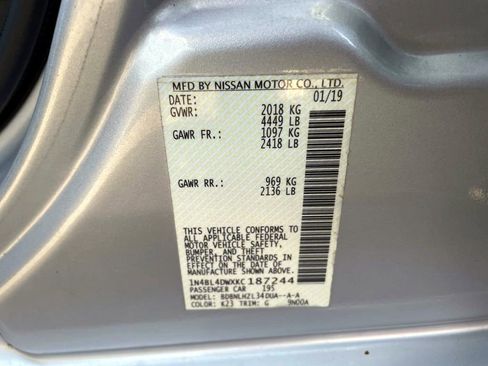 MFD BY NISSAN MOTOR CO., LTD.
DATE: 01/19
GVWR: 2018 KG
4449 LB
GAWR FR.: 1097 KG
2418 LB
GAWR RR.: 969 KG
2136 LB
THIS VEHICLE CONFORMS TO
ALL APPLICABLE FEDERAL
MOTOR VEHICLE SAFETY,
BUMPER, AND THEFT
PREVENTION STANDARDS IN
EFFECT ON THE DATE OF
MANUFACTURE SHOWN ABOVE.
1N4BL4DWXKC187244
PASSENGER CAR 195
MODEL: BDBNLHZL34DUA--A-A
COLOR: K23 TRIM: G 9N00A